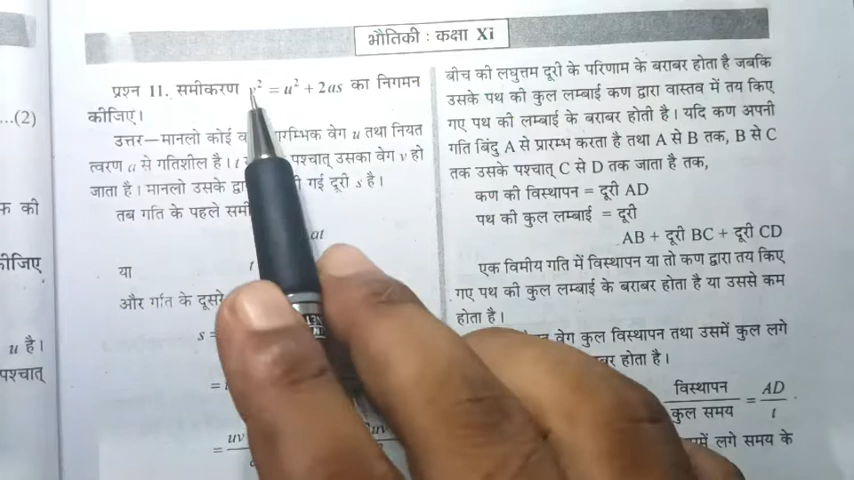 भौतिकी : कक्षा XI
प्रश्न 11. समीकरण v² = u² + 2as का निगमन
कीजिए।
उत्तर—मानलो कोई प्रारम्भिक वेग u तथा नियत
त्वरण a से गतिशील है। t पश्चात् उसका वेग v हो
जाता है। मानलो उसके गई दूरी s है।
तब गति के पहले
at
या
और गति के दूसरे
s =
=
= uv
...(2)
क की
कीजिए
u है।
पश्चात्
बीच की लघुत्तम दूरी के परिणाम के बराबर होता है जबकि
उसके पथ की कुल लम्बाई कण द्वारा वास्तव में तय किए
गए पथ की लम्बाई के बराबर होती है। यदि कण अपनी
गति बिंदु A से प्रारम्भ करता है तथा A से B तक, B से C
तक उसके पश्चात् C से D तक जाता है तक,
कण की विस्थापन = दूरी AD
पथ की कुल लम्बाई = दूरी
AB + दूरी BC + दूरी CD
एक विमीय गति में विस्थापन या तो कण द्वारा तय किए
गए पथ की कुल लम्बाई के बराबर होता है या उससे कम
होता है।
वेग कुल विस्थापन तथा उसमें कुल लगे
होता है।
विस्थापन / कुल समय = AD / t
लगे समय के